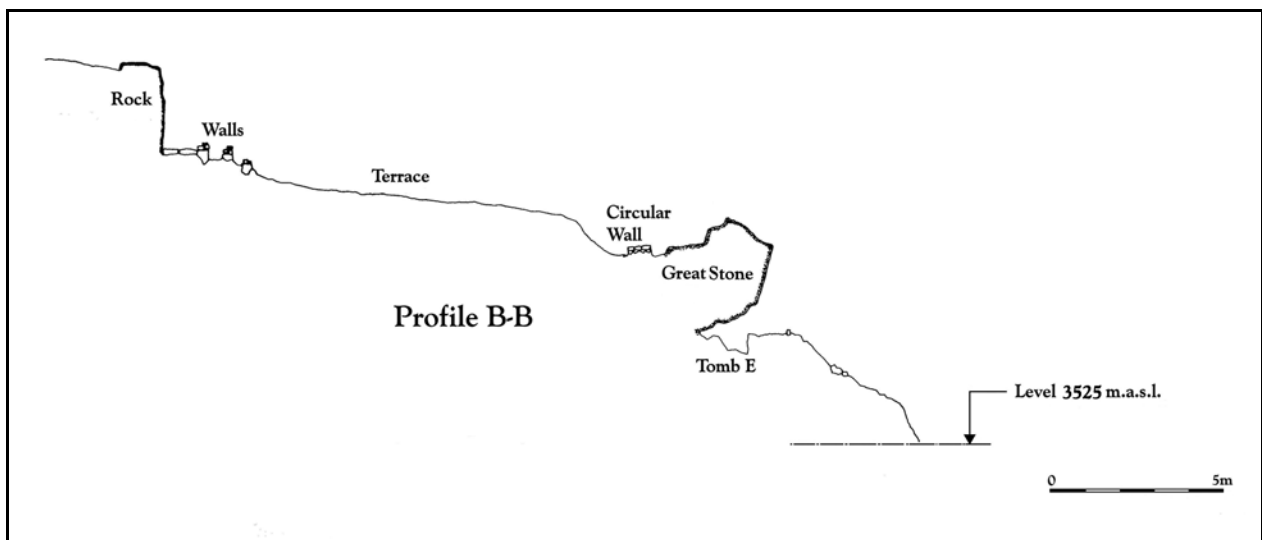 Rock
Walls
Terrace
Circular
Wall
Great Stone
Profile B-B
Tomb E
Level 3525 m.a.s.l.
0 5m